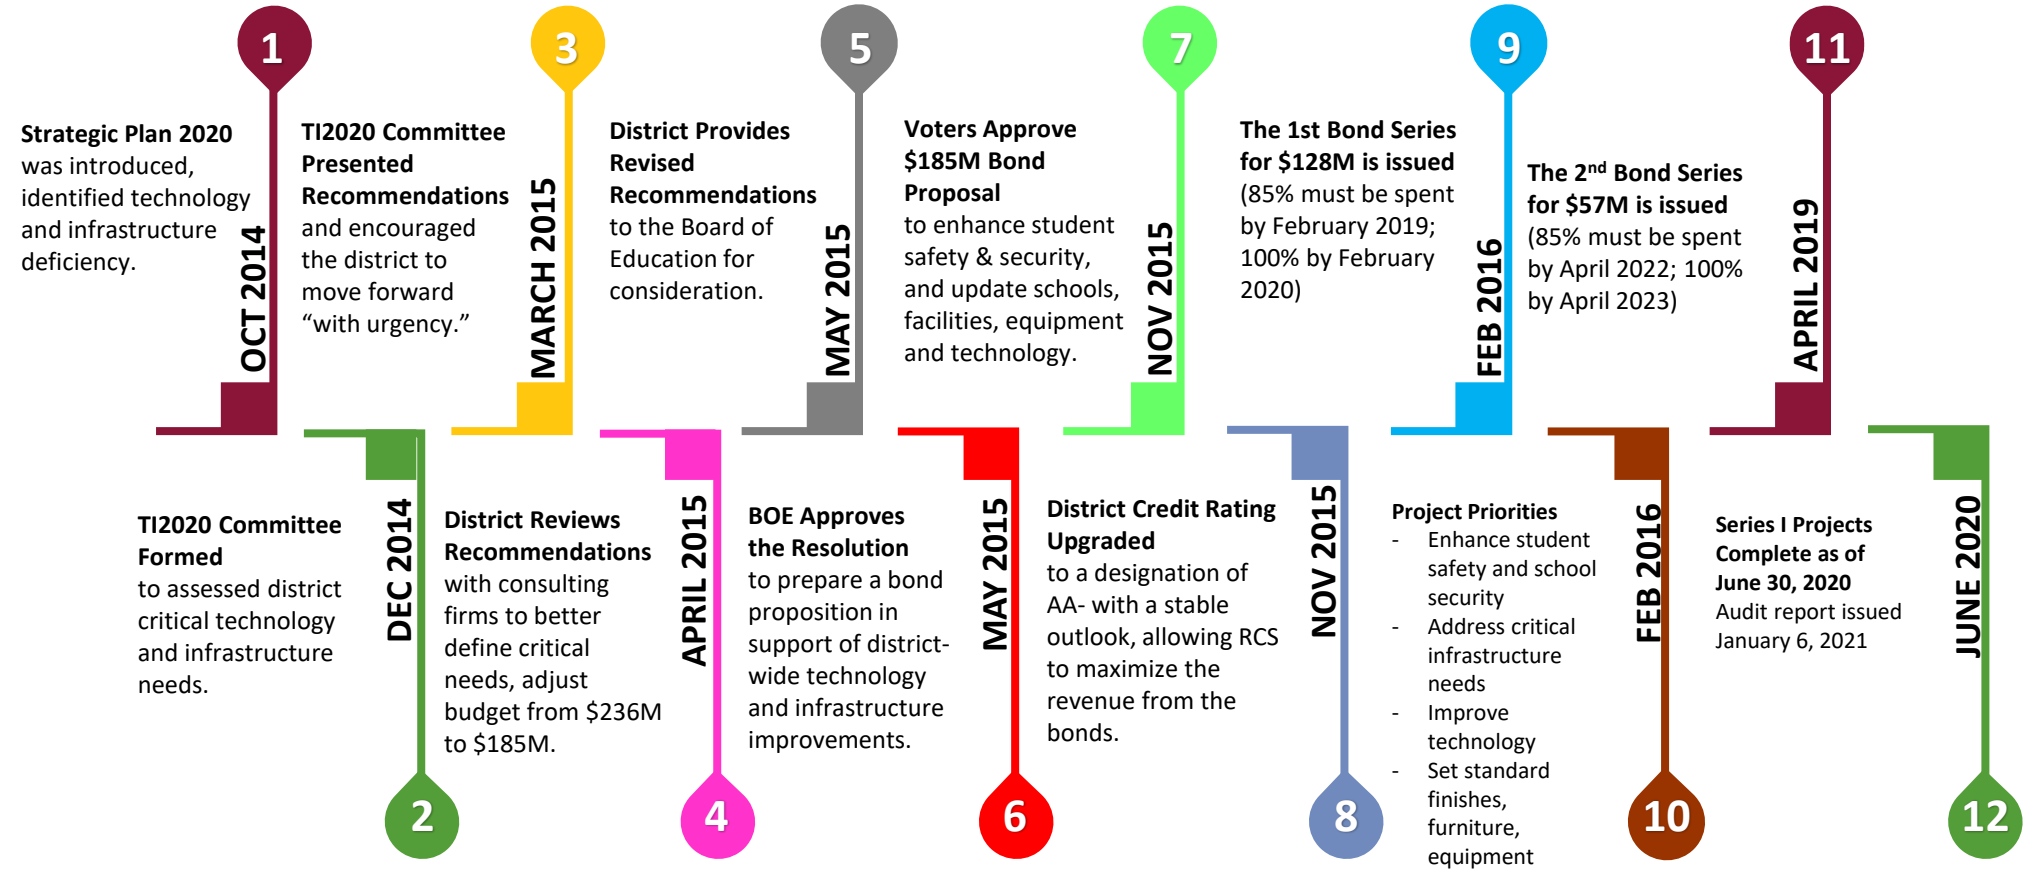 1
Strategic Plan 2020
was introduced,
identified technology
and infrastructure
deficiency.
OCT 2014
2
TI2020 Committee
Formed
to assessed district
critical technology
and infrastructure
needs.
DEC 2014
3
TI2020 Committee
Presented
Recommendations
and encouraged
the district to
move forward
“with urgency.”
MARCH 2015
4
District Reviews
Recommendations
with consulting
firms to better
define critical
needs, adjust
budget from $236M
to $185M.
APRIL 2015
5
District Provides
Revised
Recommendations
to the Board of
Education for
consideration.
MAY 2015
6
BOE Approves
the Resolution
to prepare a bond
proposition in
support of district-
wide technology
and infrastructure
improvements.
MAY 2015
7
Voters Approve
$185M Bond
Proposal
to enhance student
safety & security,
and update schools,
facilities, equipment
and technology.
NOV 2015
8
District Credit Rating
Upgraded
to a designation of
AA- with a stable
outlook, allowing RCS
to maximize the
revenue from the
bonds.
NOV 2015
9
The 1st Bond Series
for $128M is issued
(85% must be spent
by February 2019;
100% by February
2020)
FEB 2016
10
Project Priorities
- Enhance student
safety and school
security
- Address critical
infrastructure
needs
- Improve
technology
- Set standard
finishes,
furniture,
equipment
FEB 2016
11
The 2nd Bond Series
for $57M is issued
(85% must be spent
by April 2022; 100%
by April 2023)
APRIL 2019
12
Series I Projects
Complete as of
June 30, 2020
Audit report issued
January 6, 2021
JUNE 2020